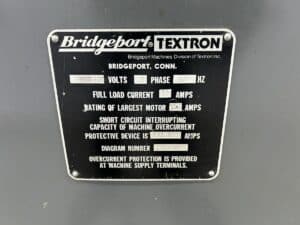 Bridgeport TEXTRON
Bridgeport Machines, Division of Textron Inc.
BRIDGEPORT, CONN.
VOLTS PHASE HZ
FULL LOAD CURRENT AMPS
RATING OF LARGEST MOTOR AMPS
SHORT CIRCUIT INTERRUPTING
CAPACITY OF MACHINE OVERCURRENT
PROTECTIVE DEVICE IS AMPS
DIAGRAM NUMBER
OVERCURRENT PROTECTION IS PROVIDED
AT MACHINE SUPPLY TERMINALS.